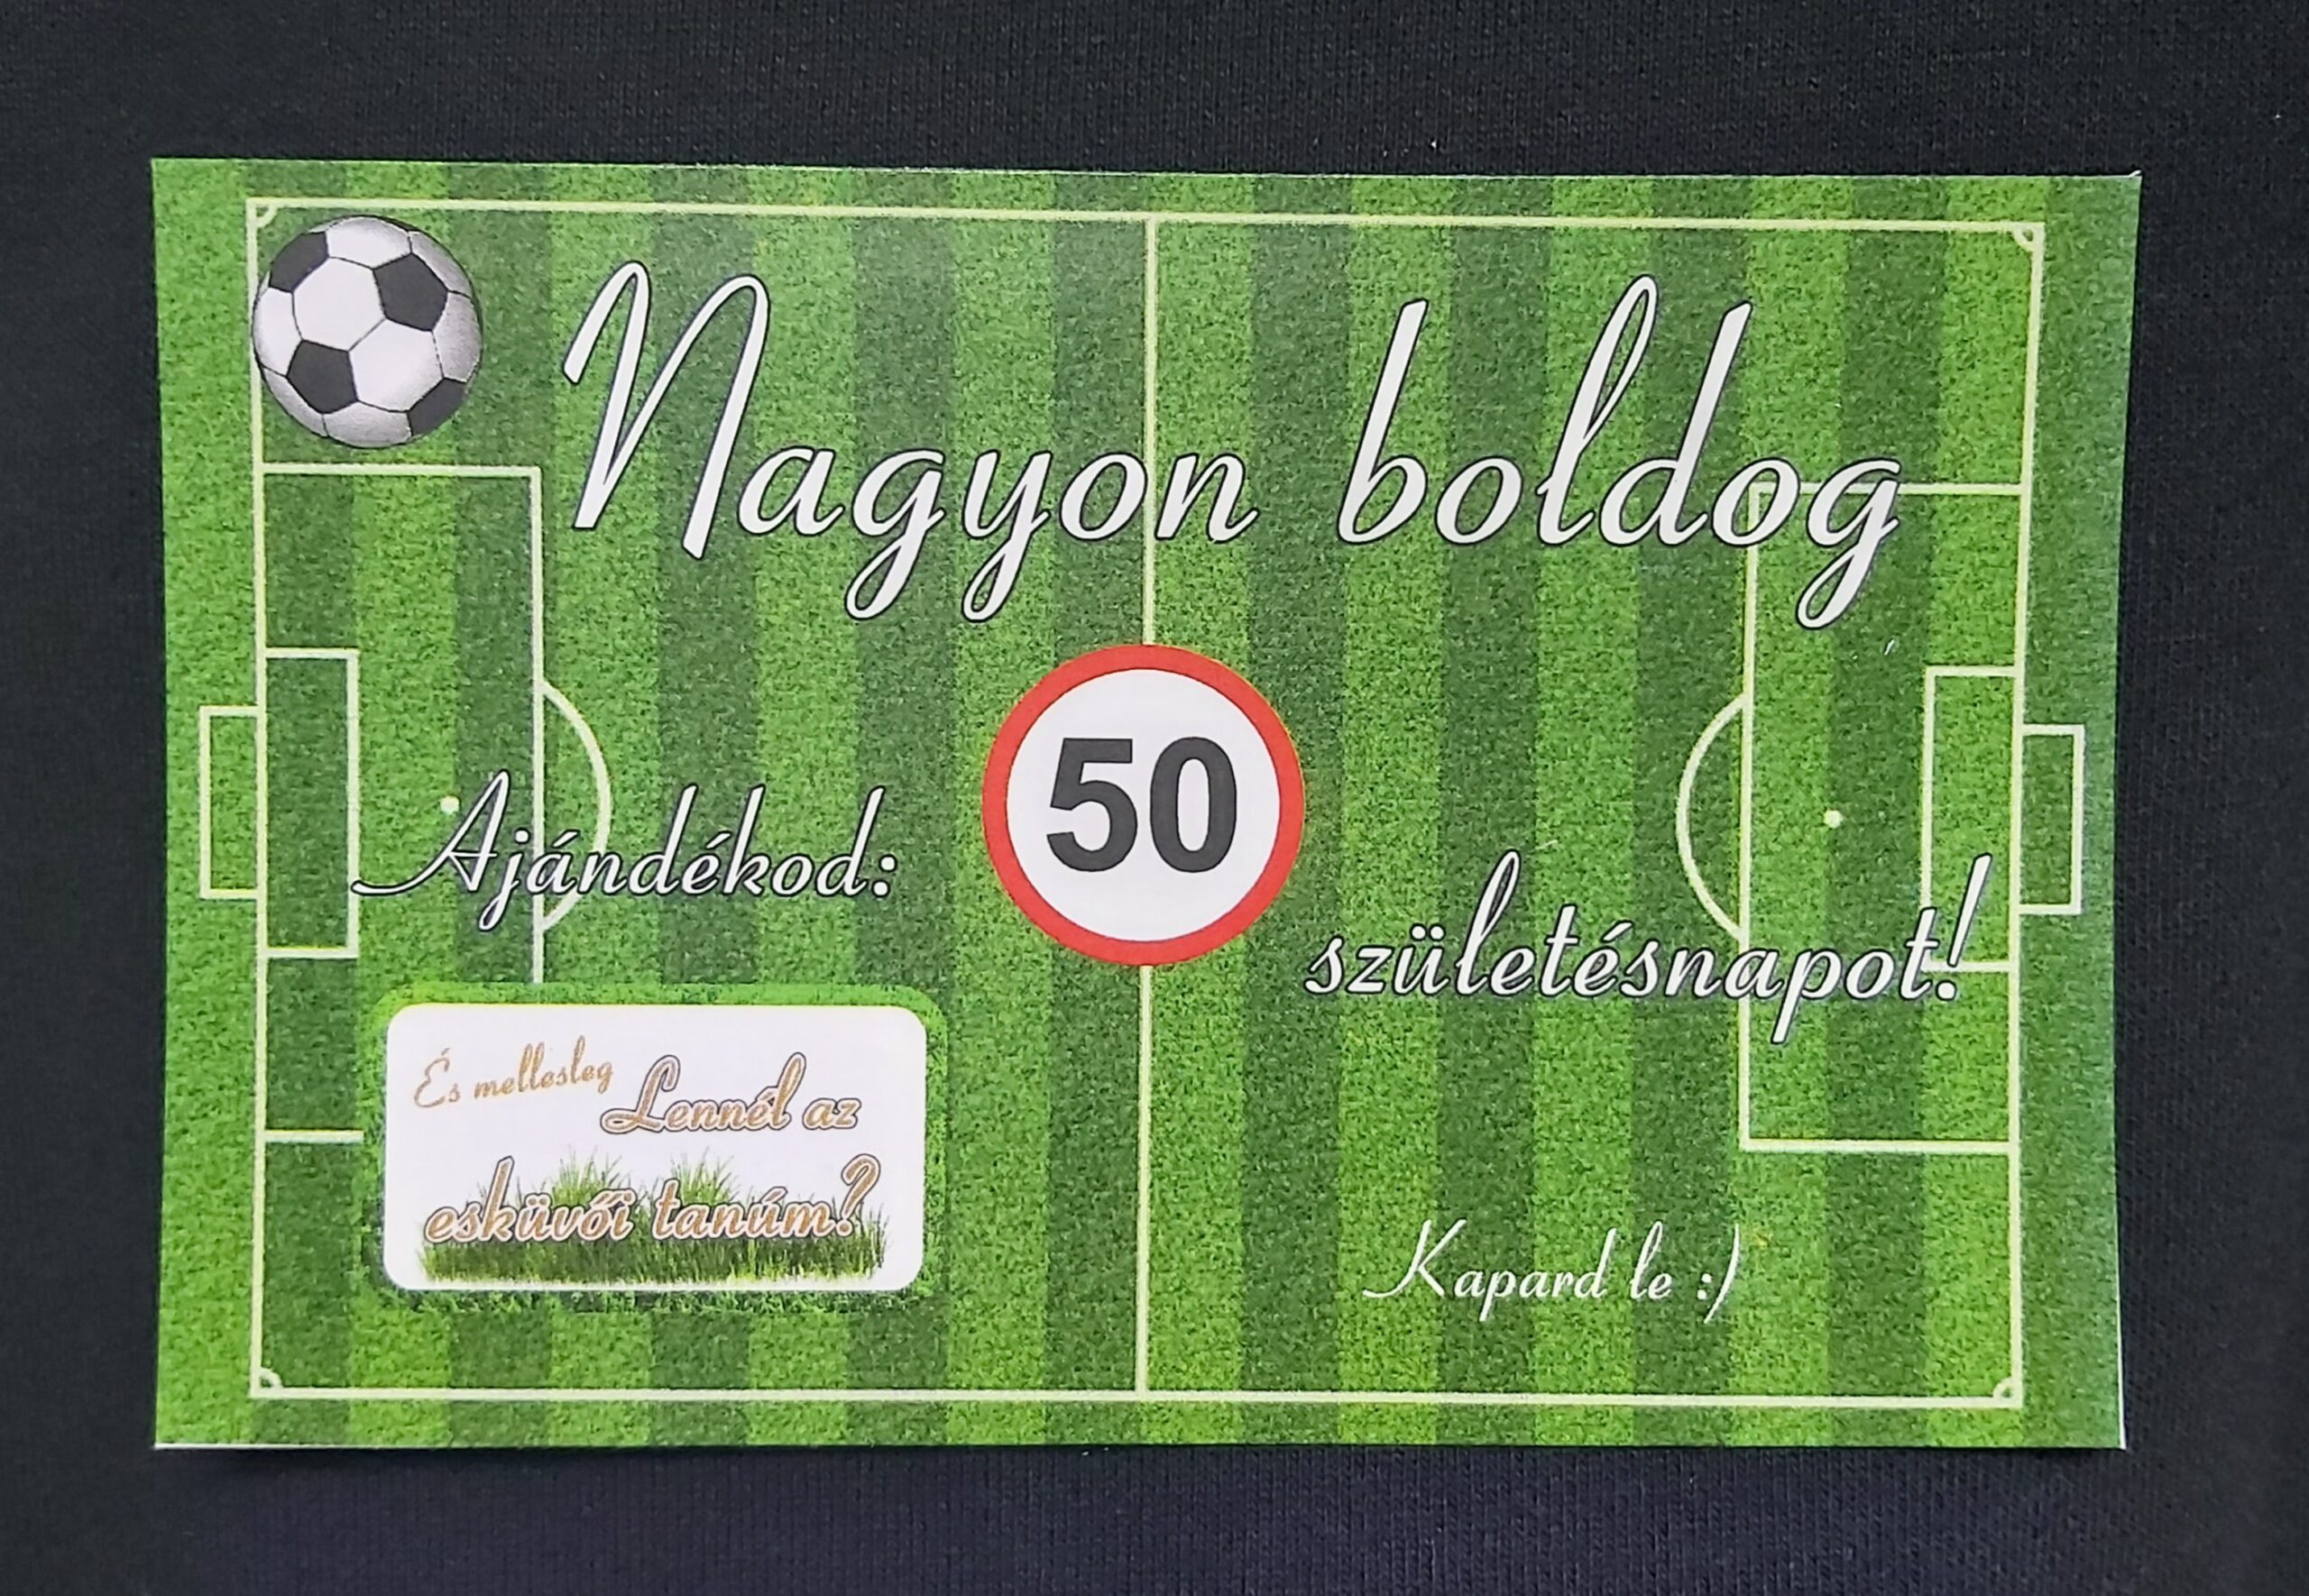 Nagyon boldog
50
születésnapot!
Ajándékod:
És mellesleg Lennél az
esküvői tanúm?
Kapard le :)